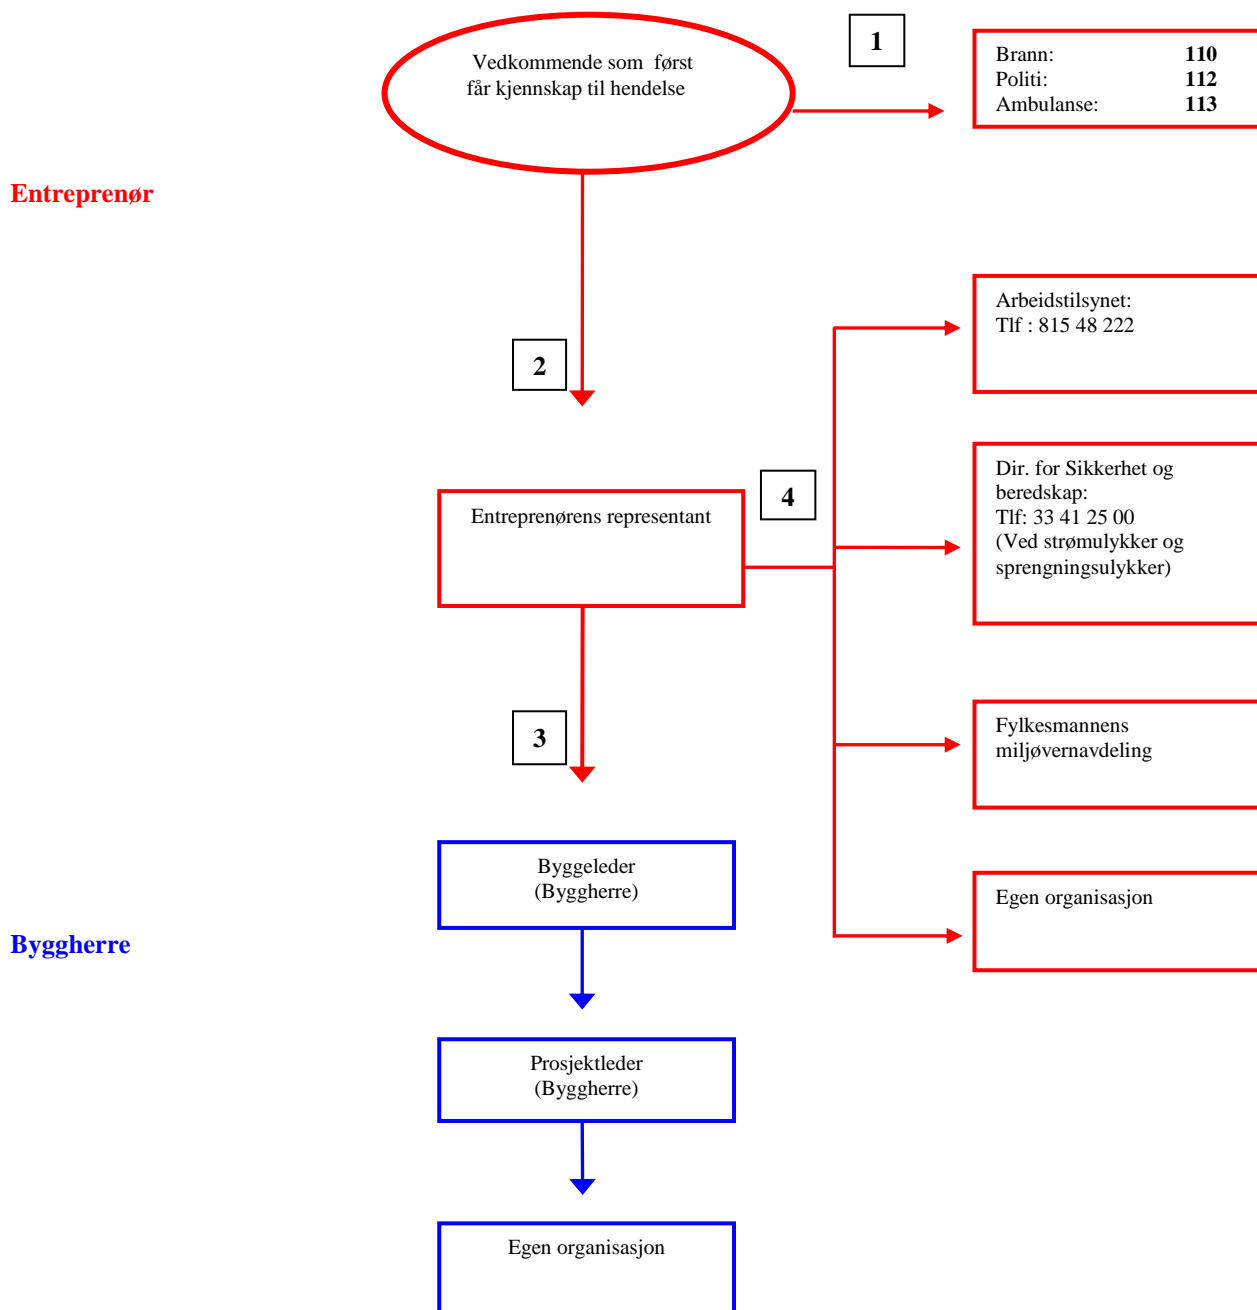 1
Vedkommende som først
får kjennskap til hendelse
Brann: 110
Politi: 112
Ambulanse: 113
Entreprenør
Arbeidstilsynet:
Tlf : 815 48 222
2
Dir. for Sikkerhet og
beredskap:
Tlf: 33 41 25 00
(Ved strømulykker og
sprengningsulykker)
4
Entreprenørens representant
3
Fylkesmannens
miljøvernavdeling
Byggeleder
(Byggherre)
Egen organisasjon
Byggherre
Prosjektleder
(Byggherre)
Egen organisasjon